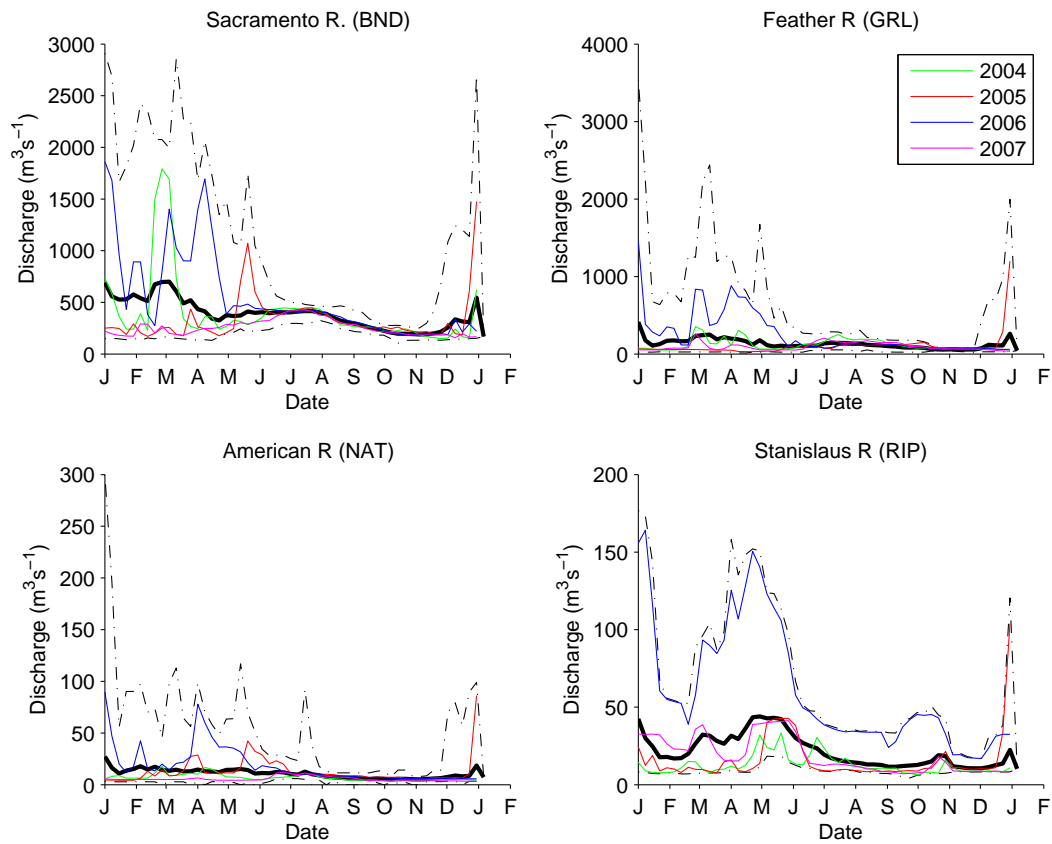 Sacramento R. (BND)
Discharge (m³s⁻¹)
3000
2500
2000
1500
1000
500
0
J F M A M J J A S O N D J F
Date
Feather R (GRL)
Discharge (m³s⁻¹)
4000
3000
2000
1000
0
J F M A M J J A S O N D J F
Date
2004
2005
2006
2007
American R (NAT)
Discharge (m³s⁻¹)
300
250
200
150
100
50
0
J F M A M J J A S O N D J F
Date
Stanislaus R (RIP)
Discharge (m³s⁻¹)
200
150
100
50
0
J F M A M J J A S O N D J F
Date